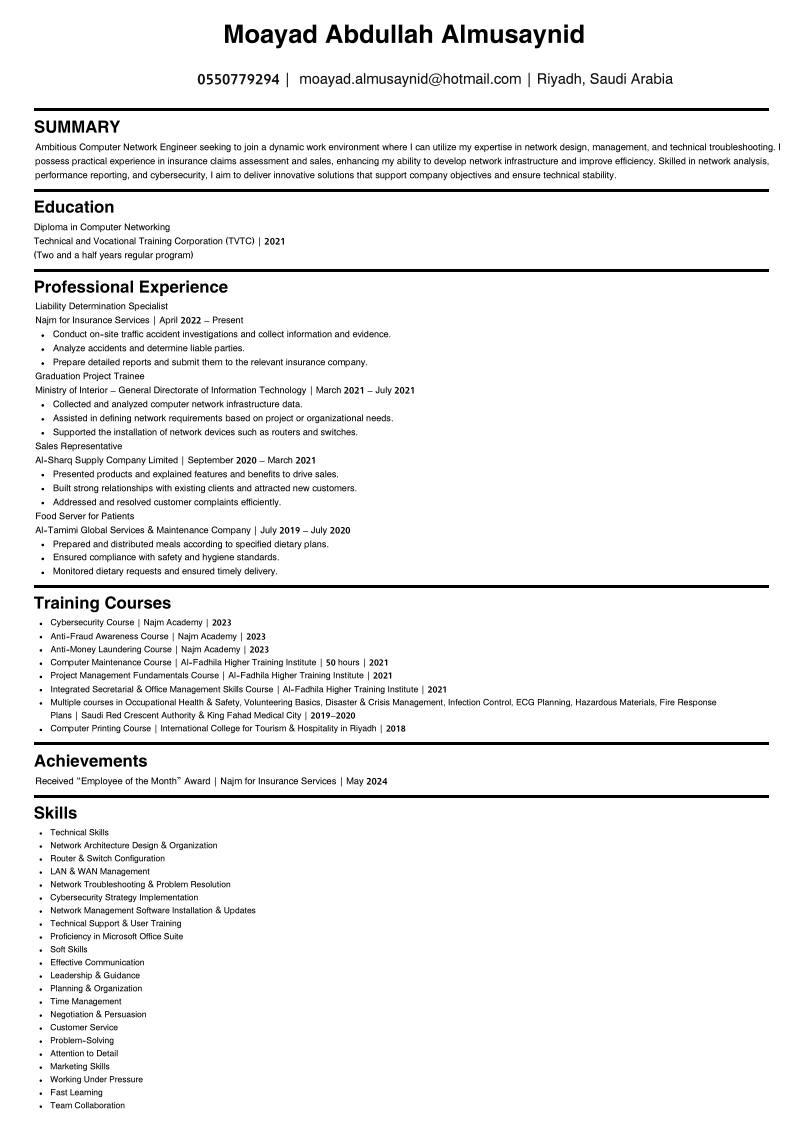 Moayad Abdullah Almusaynid
0550779294 | moayad.almusaynid@hotmail.com | Riyadh, Saudi Arabia
SUMMARY
Ambitious Computer Network Engineer seeking to join a dynamic work environment where I can utilize my expertise in network design, management, and technical troubleshooting. I
possess practical experience in insurance claims assessment and sales, enhancing my ability to develop network infrastructure and improve efficiency. Skilled in network analysis,
performance reporting, and cybersecurity, I aim to deliver innovative solutions that support company objectives and ensure technical stability.
Education
Diploma in Computer Networking
Technical and Vocational Training Corporation (TVTC) | 2021
(Two and a half years regular program)
Professional Experience
Liability Determination Specialist
Najm for Insurance Services | April 2022 – Present
• Conduct on-site traffic accident investigations and collect information and evidence.
• Analyze accidents and determine liable parties.
• Prepare detailed reports and submit them to the relevant insurance company.
Graduation Project Trainee
Ministry of Interior – General Directorate of Information Technology | March 2021 – July 2021
• Collected and analyzed computer network infrastructure data.
• Assisted in defining network requirements based on project or organizational needs.
• Supported the installation of network devices such as routers and switches.
Sales Representative
Al-Sharq Supply Company Limited | September 2020 – March 2021
• Presented products and explained features and benefits to drive sales.
• Built strong relationships with existing clients and attracted new customers.
• Addressed and resolved customer complaints efficiently.
Food Server for Patients
Al-Tamimi Global Services & Maintenance Company | July 2019 – July 2020
• Prepared and distributed meals according to specified dietary plans.
• Ensured compliance with safety and hygiene standards.
• Monitored dietary requests and ensured timely delivery.
Training Courses
• Cybersecurity Course | Najm Academy | 2023
• Anti-Fraud Awareness Course | Najm Academy | 2023
• Anti-Money Laundering Course | Najm Academy | 2023
• Computer Maintenance Course | Al-Fadhila Higher Training Institute | 50 hours | 2021
• Project Management Fundamentals Course | Al-Fadhila Higher Training Institute | 2021
• Integrated Secretarial & Office Management Skills Course | Al-Fadhila Higher Training Institute | 2021
• Multiple courses in Occupational Health & Safety, Volunteering Basics, Disaster & Crisis Management, Infection Control, ECG Planning, Hazardous Materials, Fire Response
Plans | Saudi Red Crescent Authority & King Fahad Medical City | 2019–2020
• Computer Printing Course | International College for Tourism & Hospitality in Riyadh | 2018
Achievements
Received “Employee of the Month” Award | Najm for Insurance Services | May 2024
Skills
• Technical Skills
• Network Architecture Design & Organization
• Router & Switch Configuration
• LAN & WAN Management
• Network Troubleshooting & Problem Resolution
• Cybersecurity Strategy Implementation
• Network Management Software Installation & Updates
• Technical Support & User Training
• Proficiency in Microsoft Office Suite
• Soft Skills
• Effective Communication
• Leadership & Guidance
• Planning & Organization
• Time Management
• Negotiation & Persuasion
• Customer Service
• Problem-Solving
• Attention to Detail
• Marketing Skills
• Working Under Pressure
• Fast Learning
• Team Collaboration